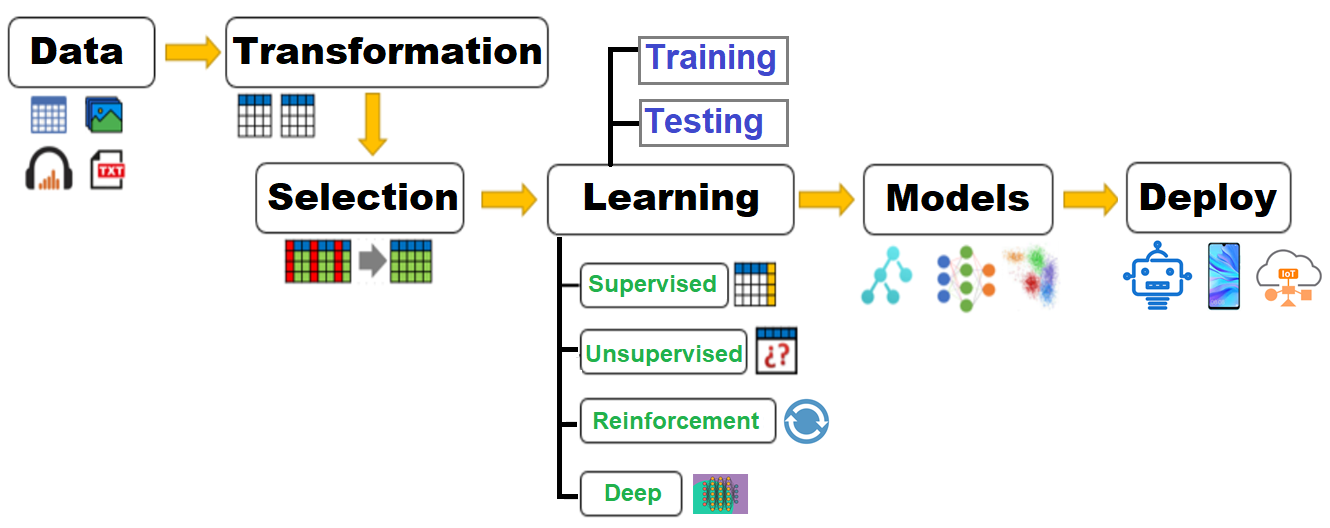 Data
Transformation
Training
Testing
TXT
Selection
Learning
Models
Deploy
Supervised
IoT
Unsupervised
¿?
Reinforcement
Deep